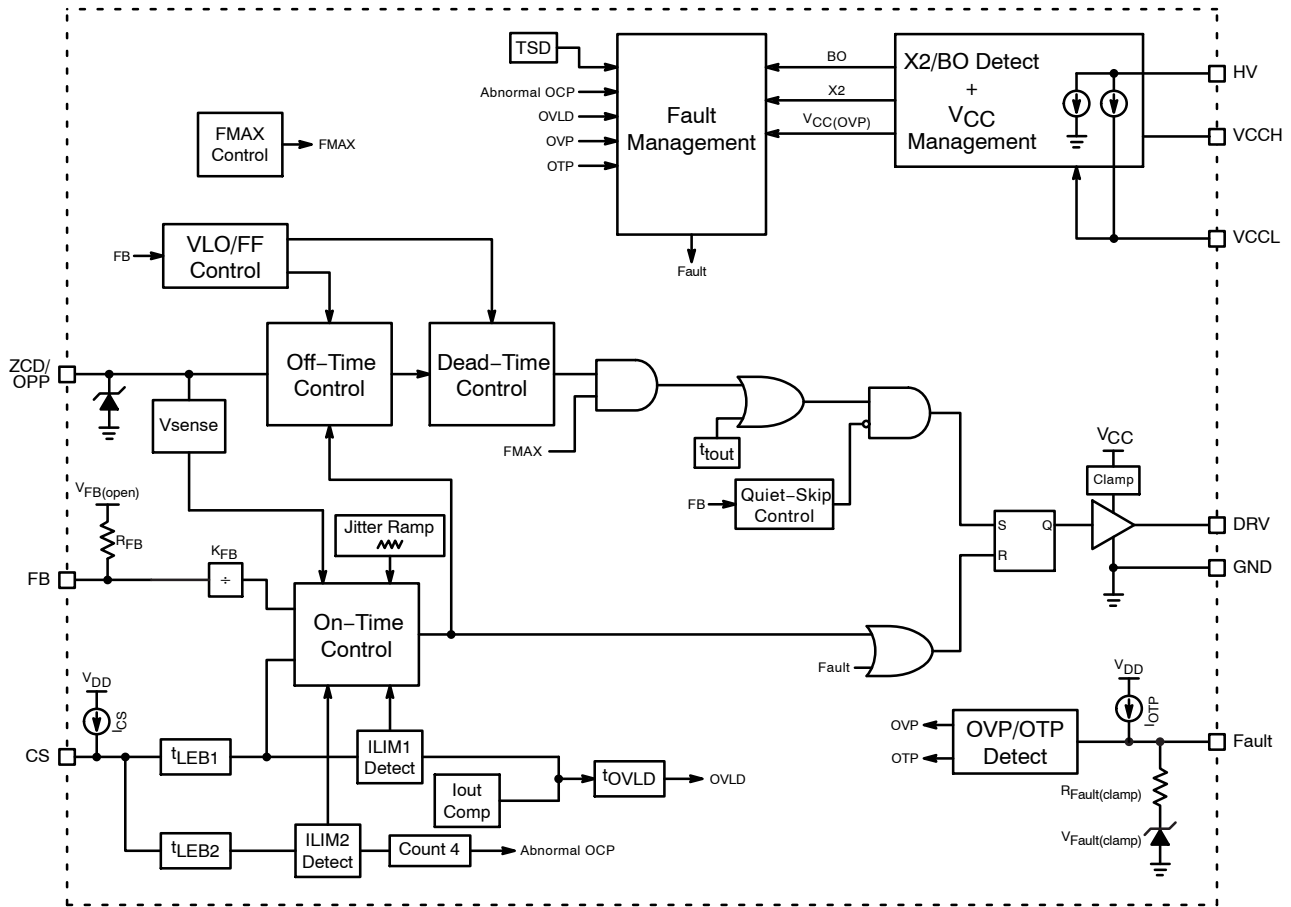 TSD
Abnormal OCP
OVLD
OVP
OTP
Fault
Management
Fault
BO
X2
VCC(OVP)
X2/BO Detect
+
VCC
Management
HV
VCCH
VCCL
FMAX
Control
FMAX
FB
VLO/FF
Control
ZCD/
OPP
Vsense
Off−Time
Control
Dead−Time
Control
FMAX
ttout
FB
Quiet−Skip
Control
S
R
Q
VCC
Clamp
DRV
GND
VFB(open)
RFB
FB
KFB
÷
Jitter Ramp
On−Time
Control
Fault
VDD
ICS
CS
tLEB1
ILIM1
Detect
Iout
Comp
tOVLD
OVLD
tLEB2
ILIM2
Detect
Count 4
Abnormal OCP
OVP
OTP
OVP/OTP
Detect
VDD
IOTP
Fault
RFault(clamp)
VFault(clamp)